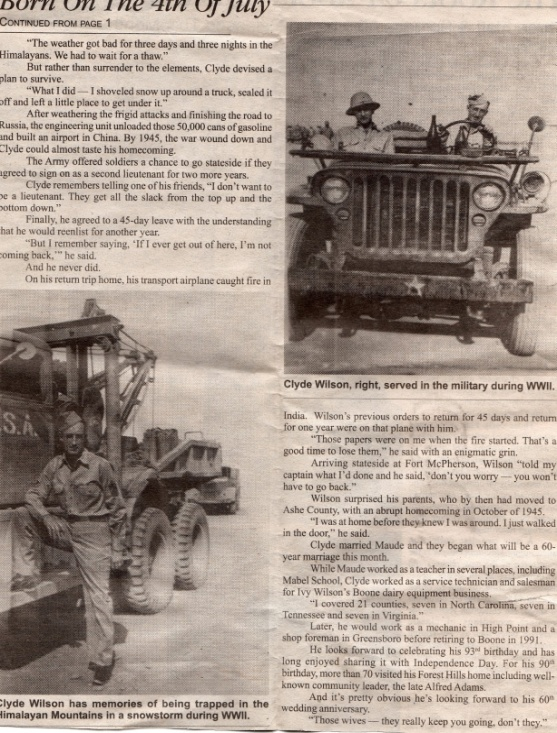 Born On The 4th Of July
CONTINUED FROM PAGE 1
"The weather got bad for three days and three nights in the
Himalayas. We had to wait for a thaw."
But rather than surrender to the elements, Clyde devised a
plan to survive.
"What I did — I shoveled snow up around a truck, sealed it
off and left a little place to get under it."
After weathering the frigid attacks and finishing the road to
Russia, the engineering unit unloaded those 50,000 cans of gasoline
and built an airport in China. By 1945, the war wound down and
Clyde could almost taste his homecoming.
The Army offered soldiers a chance to go stateside if they
agreed to sign on as a second lieutenant for two more years.
Clyde remembers telling one of his friends, "I don't want to
be a lieutenant. They get all the slack from the top up and the
bottom down."
Finally, he agreed to a 45-day leave with the understanding
that he would reenlist for another year.
"But I remember saying, 'If I ever get out of here, I'm not
coming back,'" he said.
And he never did.
On his return trip home, his transport airplane caught fire in
S.A.
Clyde Wilson has memories of being trapped in the
Himalayan Mountains in a snowstorm during WWII.
Clyde Wilson, right, served in the military during WWII.
India. Wilson's previous orders to return for 45 days and return
for one year were on that plane with him.
"Those papers were on me when the fire started. That's a
good time to lose them," he said with an enigmatic grin.
Arriving stateside at Fort McPherson, Wilson "told my
captain what I'd done and he said, 'don't you worry — you won't
have to go back."
Wilson surprised his parents, who by then had moved to
Ashe County, with an abrupt homecoming in October of 1945.
"I was at home before they knew I was around. I just walked
in the door," he said.
Clyde married Maude and they began what will be a 60-
year marriage this month.
While Maude worked as a teacher in several places, including
Mabel School, Clyde worked as a service technician and salesman
for Ivy Wilson's Boone dairy equipment business.
"I covered 21 counties, seven in North Carolina, seven in
Tennessee and seven in Virginia."
Later, he would work as a mechanic in High Point and a
shop foreman in Greensboro before retiring to Boone in 1991.
He looks forward to celebrating his 93rd birthday and has
long enjoyed sharing it with Independence Day. For his 90th
birthday, more than 70 visited his Forest Hills home including well-
known community leader, the late Alfred Adams.
And it's pretty obvious he's looking forward to his 60th
wedding anniversary.
"Those wives — they really keep you going, don't they."